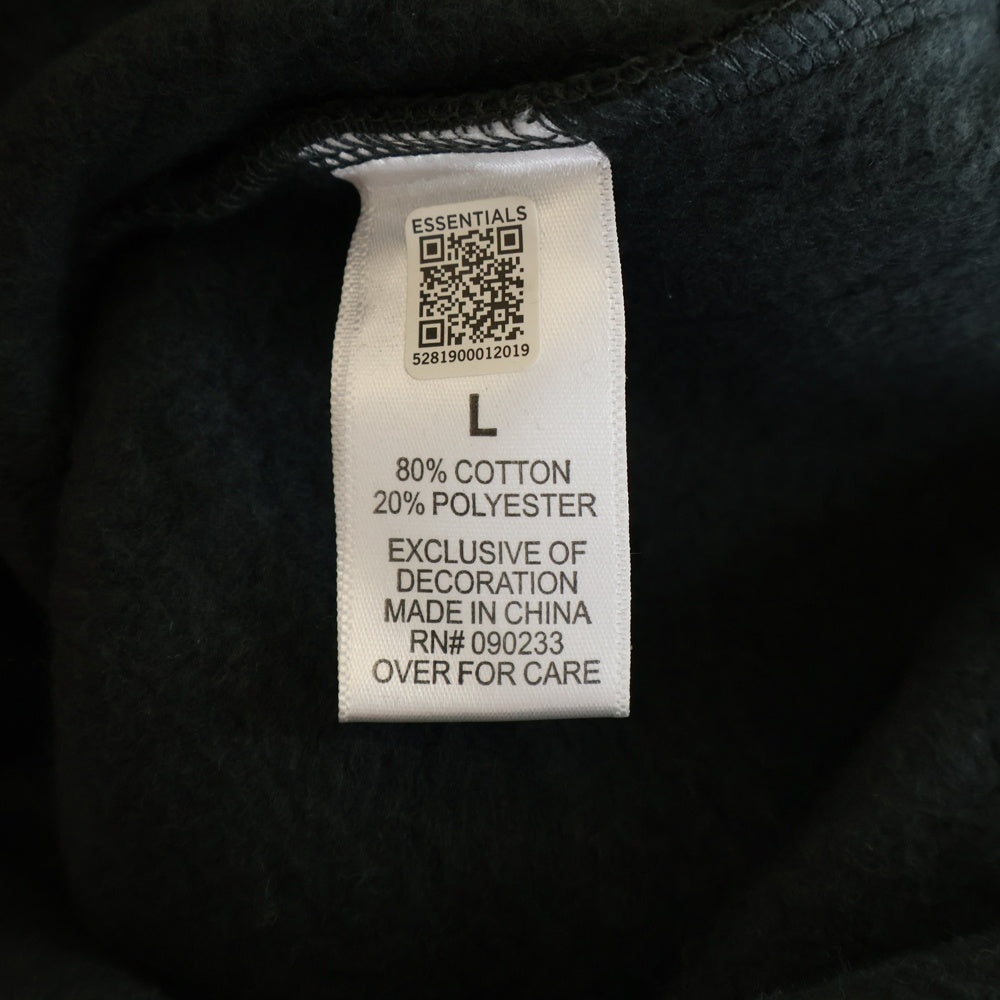 ESSENTIALS
5281900012019
L
80% COTTON
20% POLYESTER
EXCLUSIVE OF
DECORATION
MADE IN CHINA
RN# 090233
OVER FOR CARE